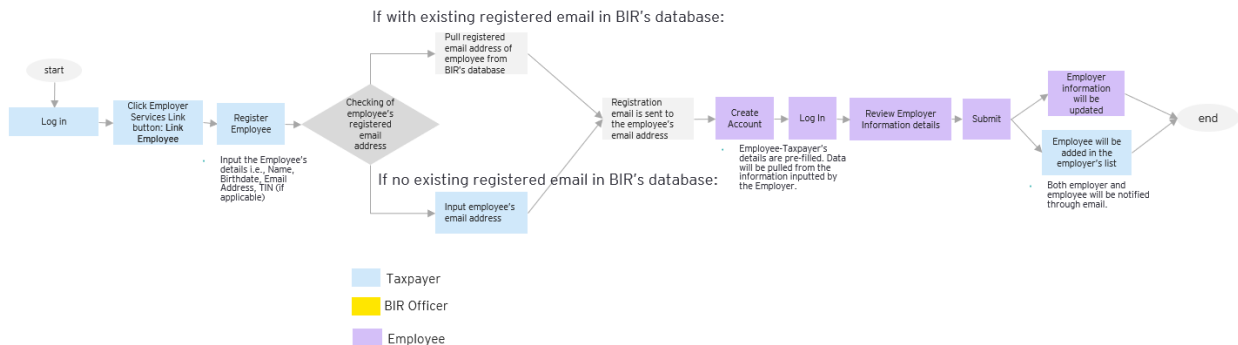 If with existing registered email in BIR's database:
start
Log in
Click Employer
Services Link
button: Link
Employee
Register
Employee
Input the Employee's
details i.e., Name,
Birthdate, Email
Address, TIN (if
applicable)
Checking of
employee's
registered
email
address
Pull registered
email address of
employee from
BIR's database
If no existing registered email in BIR's database:
Input employee's
email address
Registration
email is sent to
the employee's
email address
Create
Account
Employee-Taxpayer's
details are pre-filled. Data
will be pulled from the
information inputted by
the Employer.
Log In
Review Employer
Information details
Submit
Employer
information
will be
updated
Employee will be
added in the
employer's list
Both employer and
employee will be notified
through email.
end
Taxpayer
BIR Officer
Employee